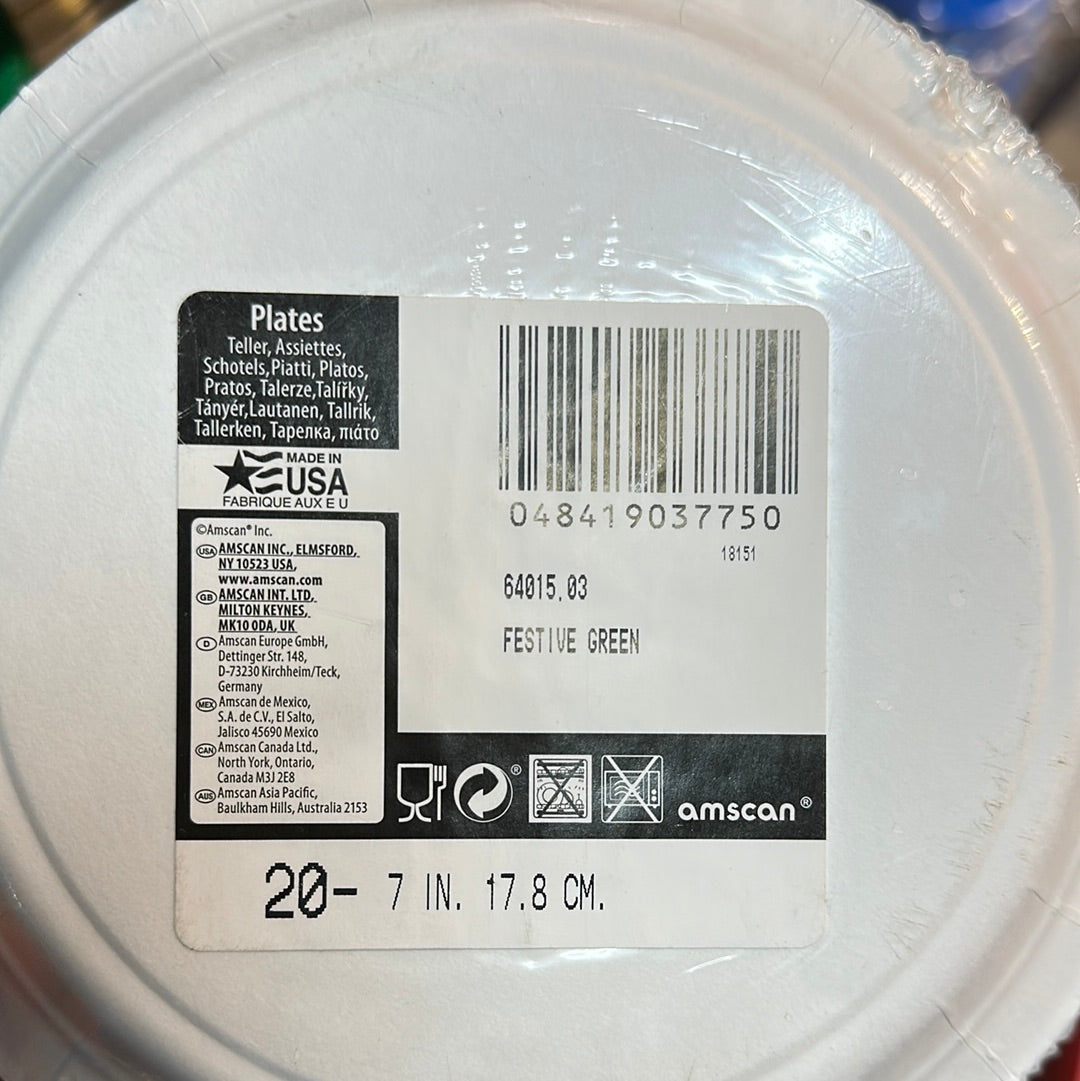 Plates
Teller, Assiettes,
Schotels,Piatti, Platos,
Pratos, Talerze,Talířky,
Tányér,Lautanen, Tallrik,
Tallerken, Тарелка, πιάτο
MADE IN
USA
FABRIQUE AUX E U
©Amscan® Inc.
USA AMSCAN INC., ELMSFORD,
NY 10523 USA,
www.amscan.com
GB AMSCAN INT. LTD,
MILTON KEYNES,
MK10 0DA, UK
D Amscan Europe GmbH,
Dettinger Str. 148,
D-73230 Kirchheim/Teck,
Germany
MEX Amscan de Mexico,
S.A. de C.V., El Salto,
Jalisco 45690 Mexico
CAN Amscan Canada Ltd.,
North York, Ontario,
Canada M3J 2E8
AUS Amscan Asia Pacific,
Baulkham Hills, Australia 2153
048419037750
18151
64015.03
FESTIVE GREEN
®
amscan®
20- 7 IN. 17.8 CM.